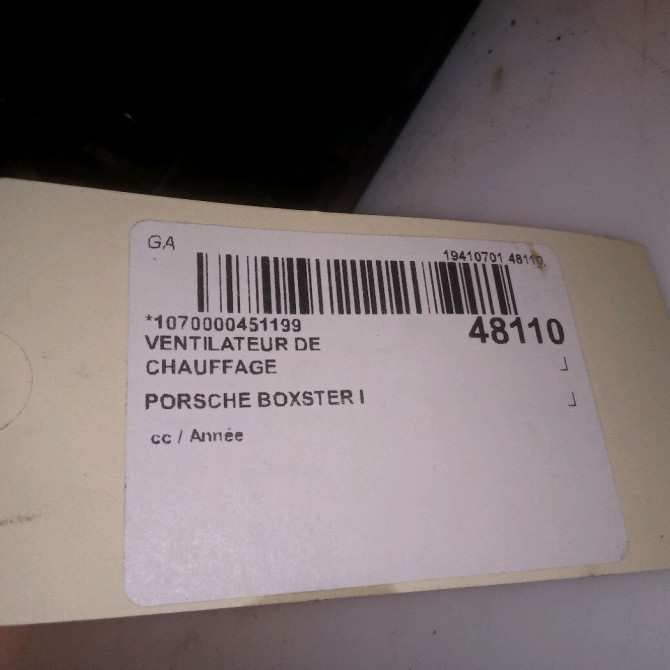 GA
19410701 48110
*1070000451199
48110
VENTILATEUR DE
CHAUFFAGE
PORSCHE BOXSTER I
cc / Année